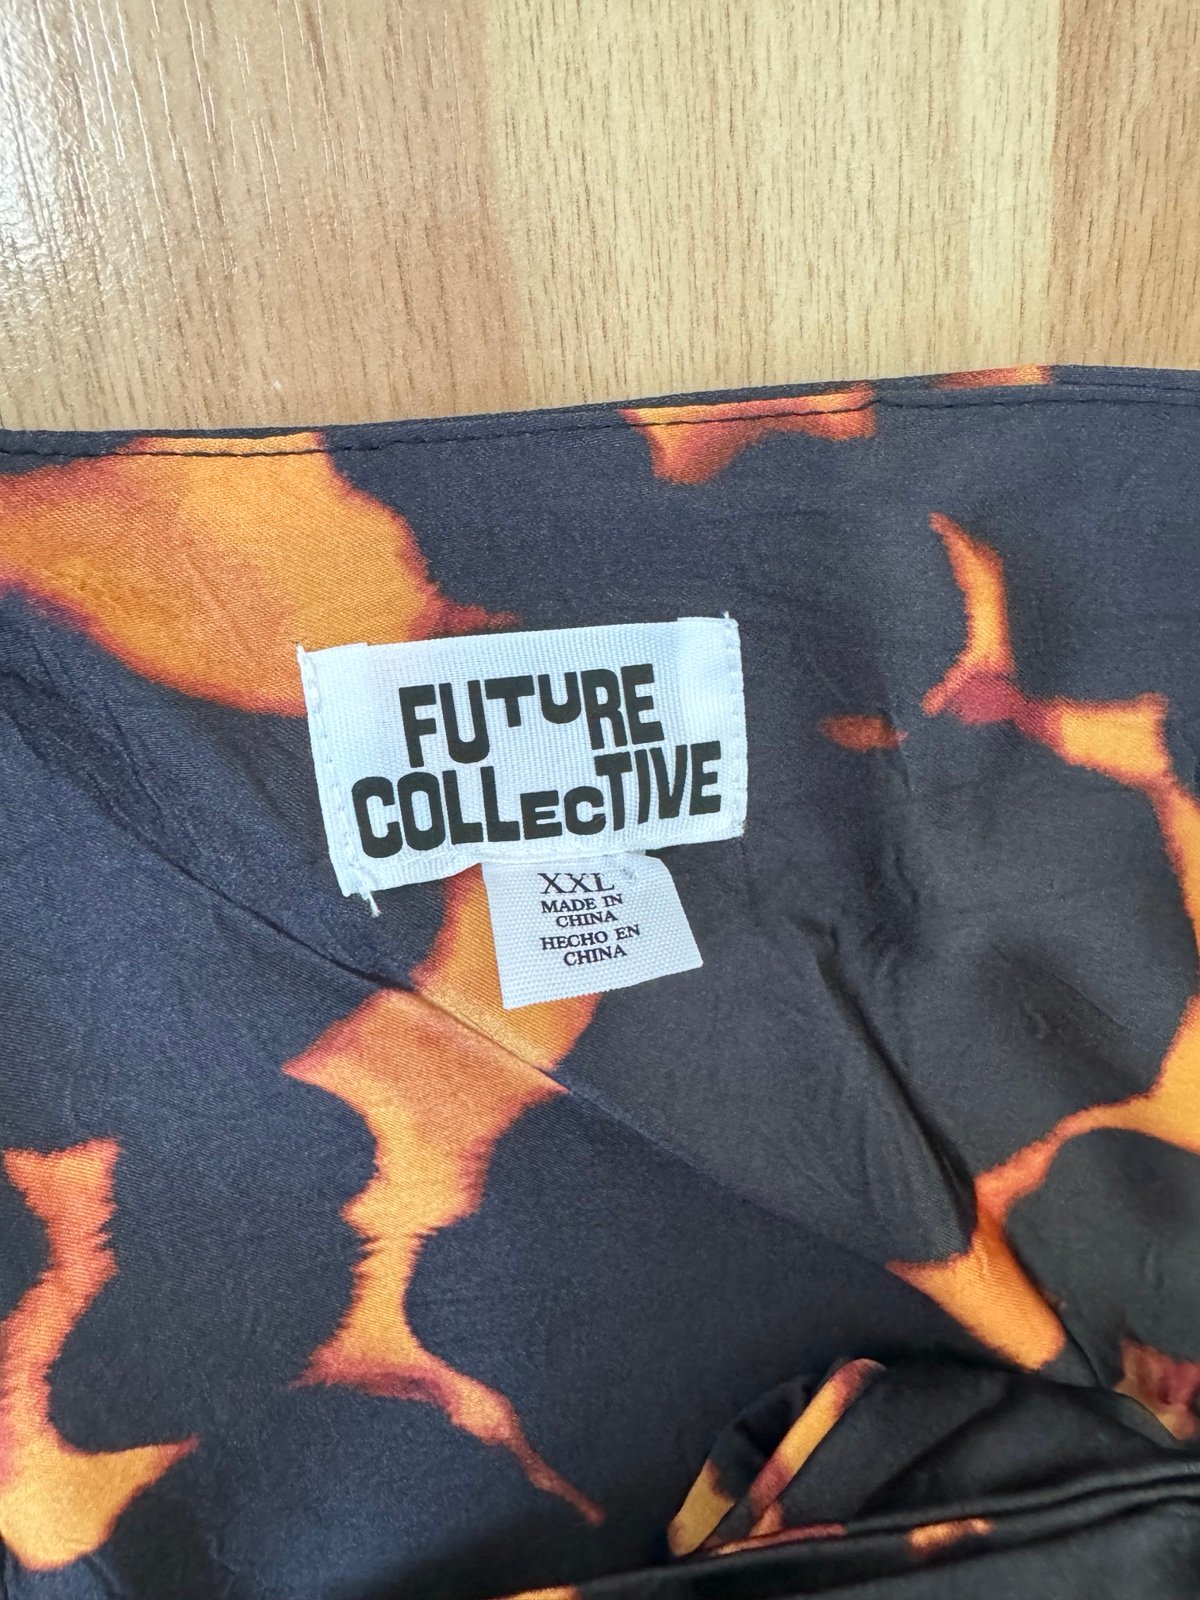 FUTURE
COLLECTIVE
XXL
MADE IN
CHINA
HECHO EN
CHINA